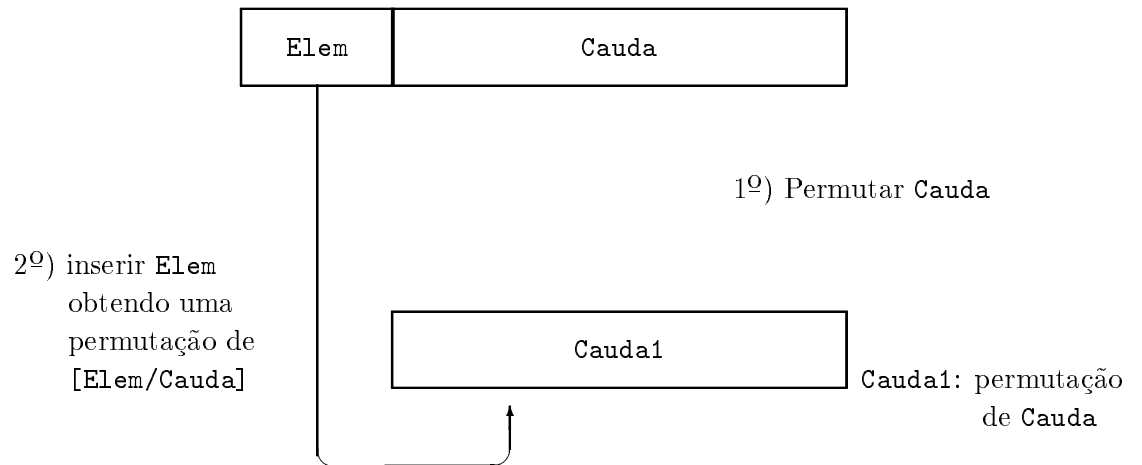 Elem Cauda
1º) Permutar Cauda
2º) inserir Elem
obtendo uma
permutação de
[Elem/Cauda]
Cauda1
Cauda1: permutação
de Cauda